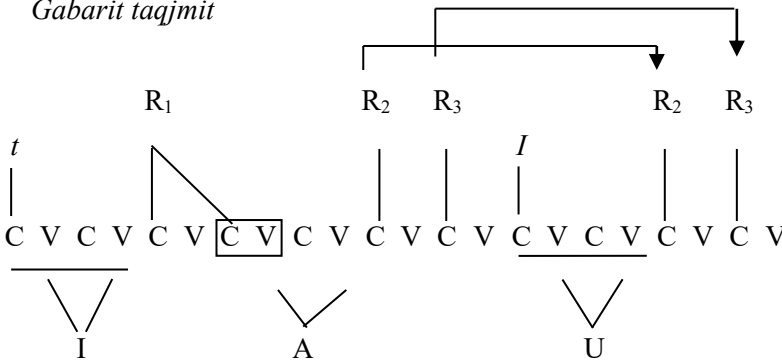 Gabarit taqjmit
R₁ R₂ R₃ R₂ R₃
t I
C V C V C V C V C V C V C V C V C V C V C V
I A U